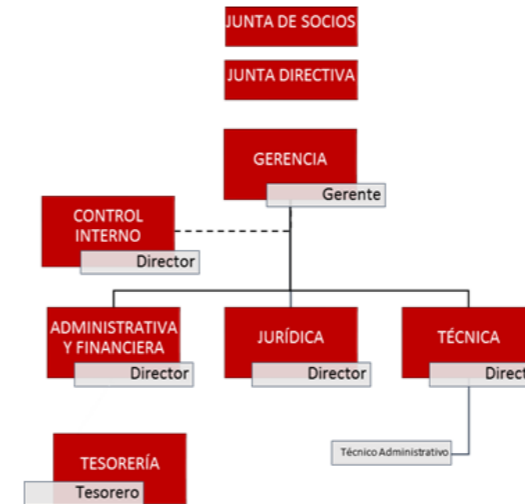 JUNTA DE SOCIOS
JUNTA DIRECTIVA
GERENCIA
Gerente
CONTROL
INTERNO
Director
ADMINISTRATIVA
Y FINANCIERA
Director
JURÍDICA
Director
TÉCNICA
Direct
Técnico Administrativo
TESORERÍA
Tesorero